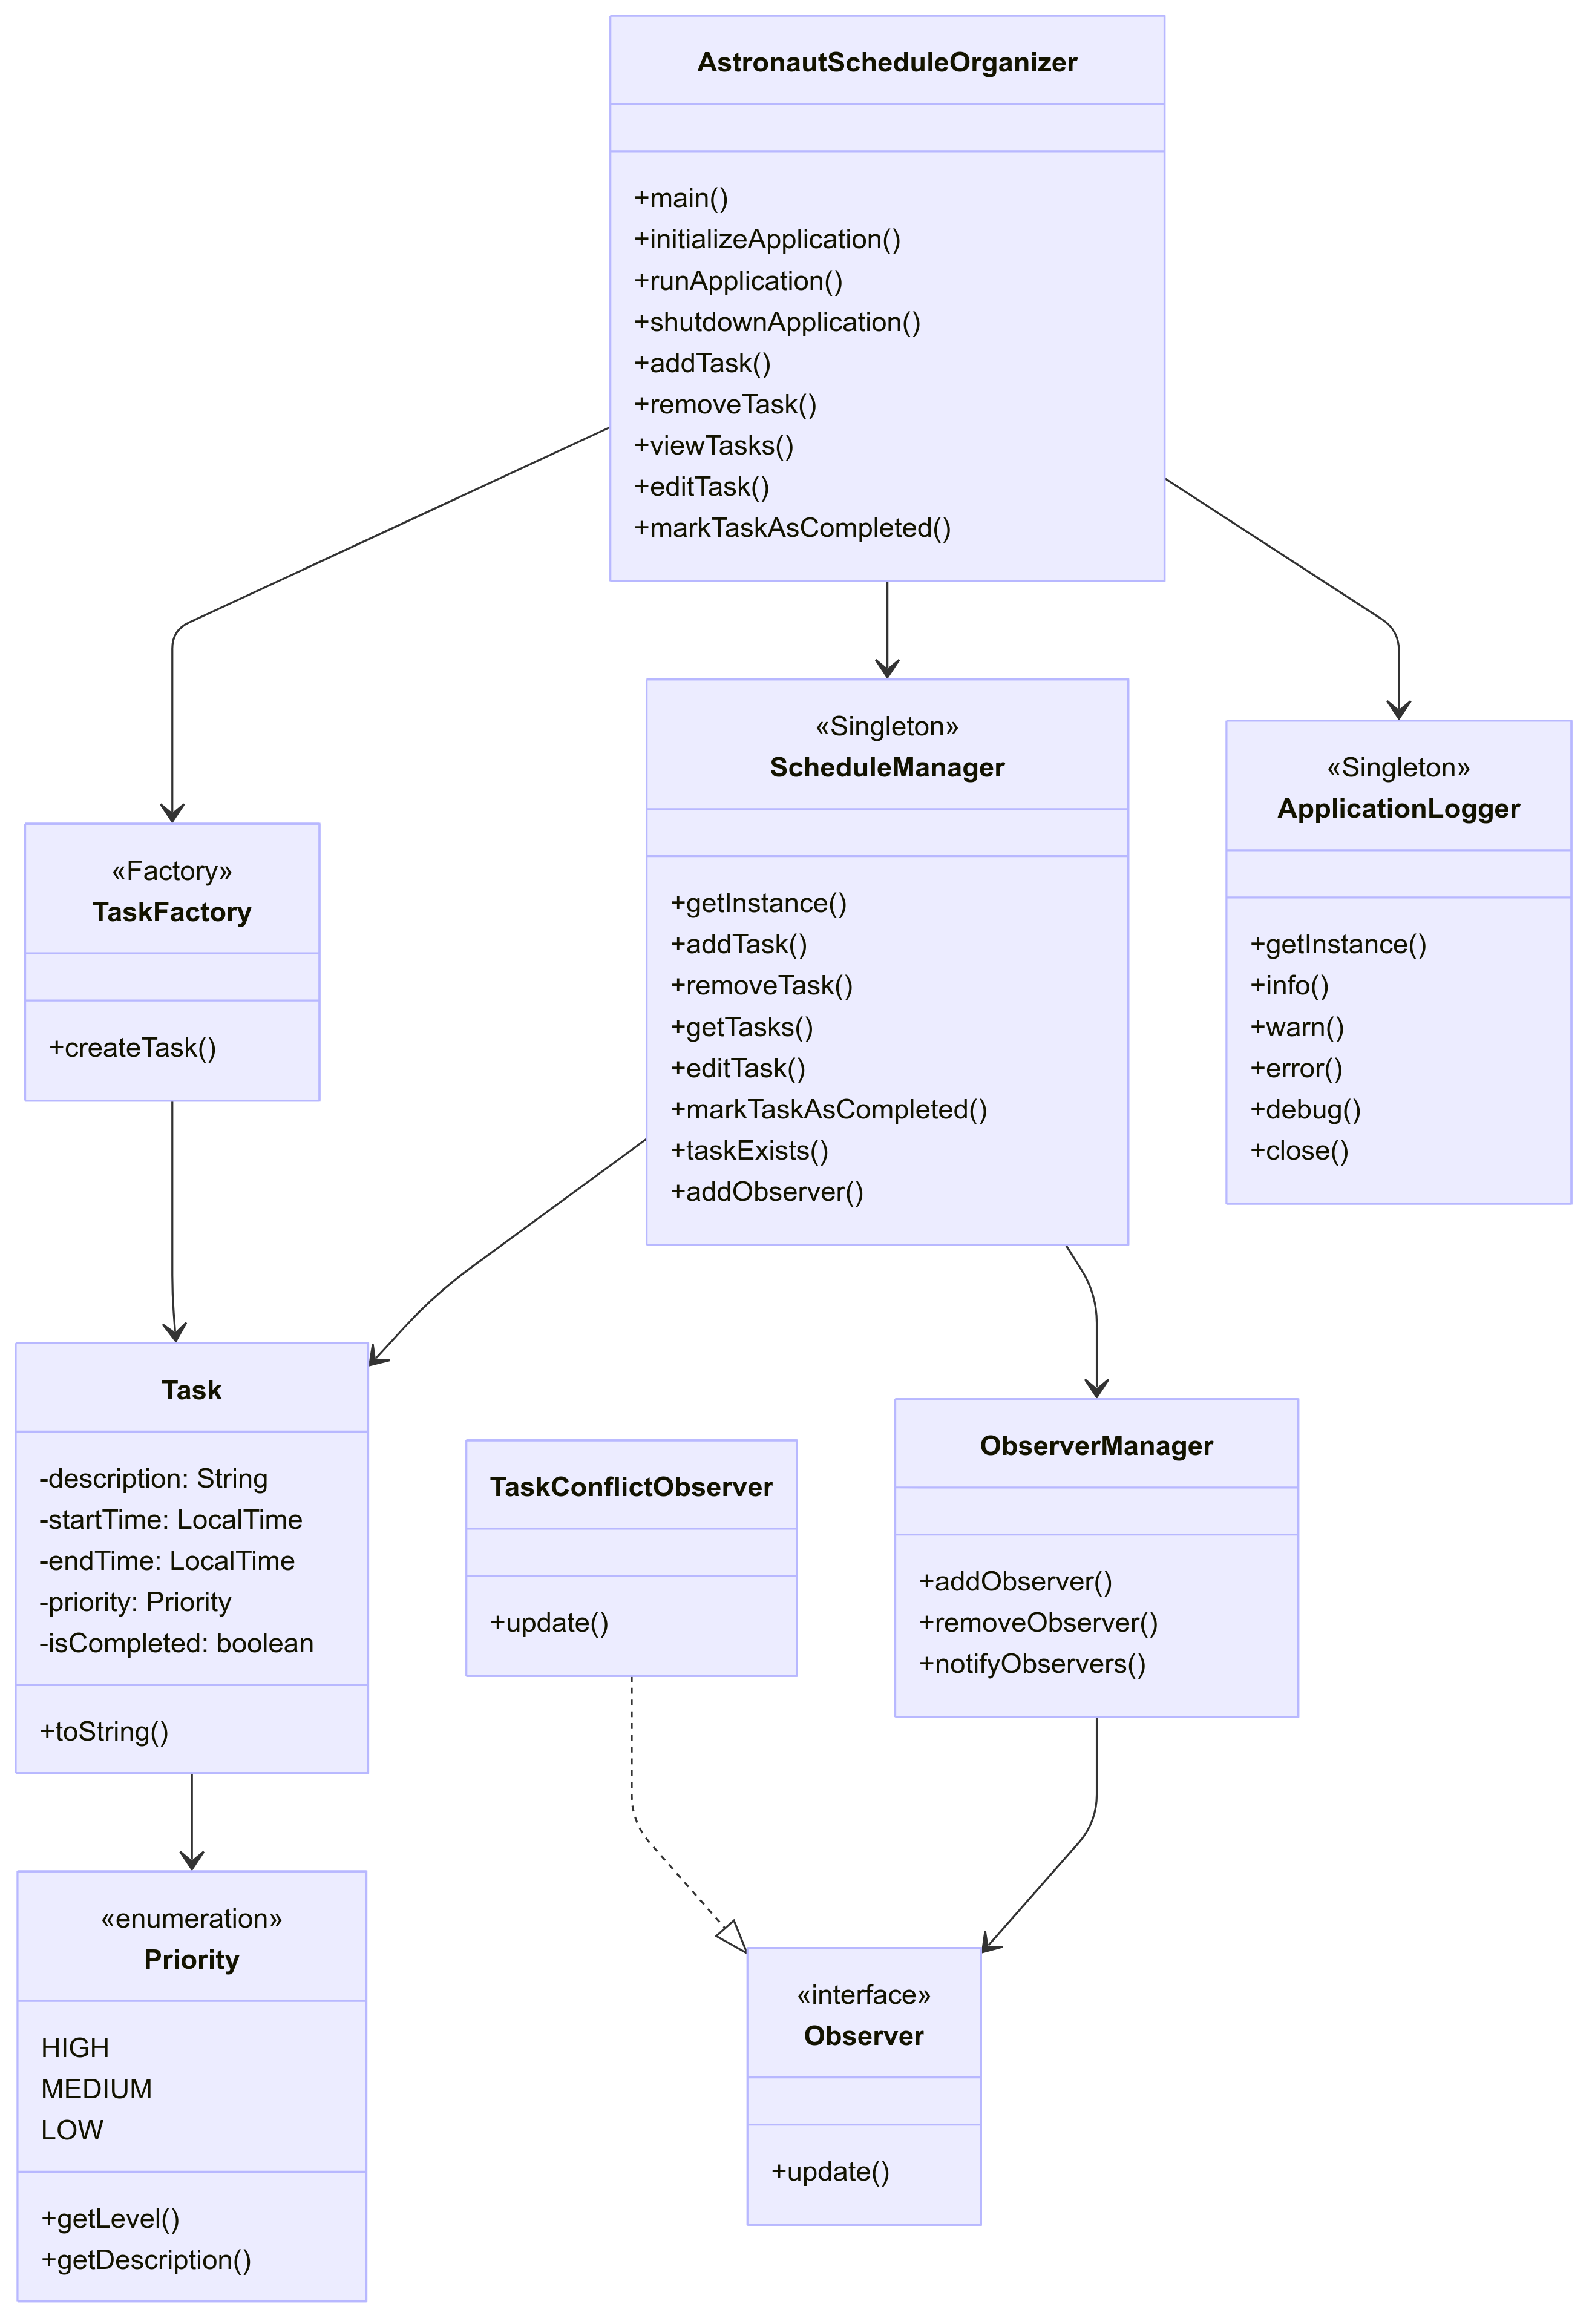 AstronautScheduleOrganizer
+main()
+initializeApplication()
+runApplication()
+shutdownApplication()
+addTask()
+removeTask()
+viewTasks()
+editTask()
+markTaskAsCompleted()
«Factory»
TaskFactory
+createTask()
«Singleton»
ScheduleManager
+getInstance()
+addTask()
+removeTask()
+getTasks()
+editTask()
+markTaskAsCompleted()
+taskExists()
+addObserver()
«Singleton»
ApplicationLogger
+getInstance()
+info()
+warn()
+error()
+debug()
+close()
Task
-description: String
-startTime: LocalTime
-endTime: LocalTime
-priority: Priority
-isCompleted: boolean
+toString()
TaskConflictObserver
+update()
ObserverManager
+addObserver()
+removeObserver()
+notifyObservers()
«enumeration»
Priority
HIGH
MEDIUM
LOW
+getLevel()
+getDescription()
«interface»
Observer
+update()